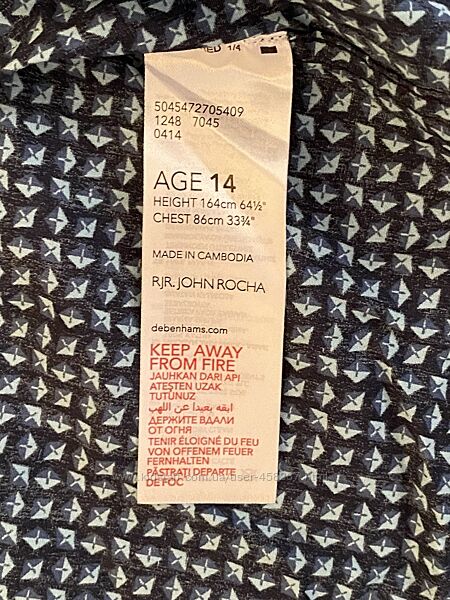 1/4
5045472705409
1248 7045
0414
AGE 14
HEIGHT 164cm 64½"
CHEST 86cm 33¾"
MADE IN CAMBODIA
RJR. JOHN ROCHA
debenhams.com
KEEP AWAY
FROM FIRE
JAUHKAN DARI API
ATEŞTEN UZAK
TUTUNUZ
ابقه بعيدا عن اللهب
ДЕРЖИТЕ ВДАЛИ
ОТ ОГНЯ
TENIR ÉLOIGNÉ DU FEU
VON OFFENEM FEUER
FERNHALTEN
PĂSTRAȚI DEPARTE
DE FOC